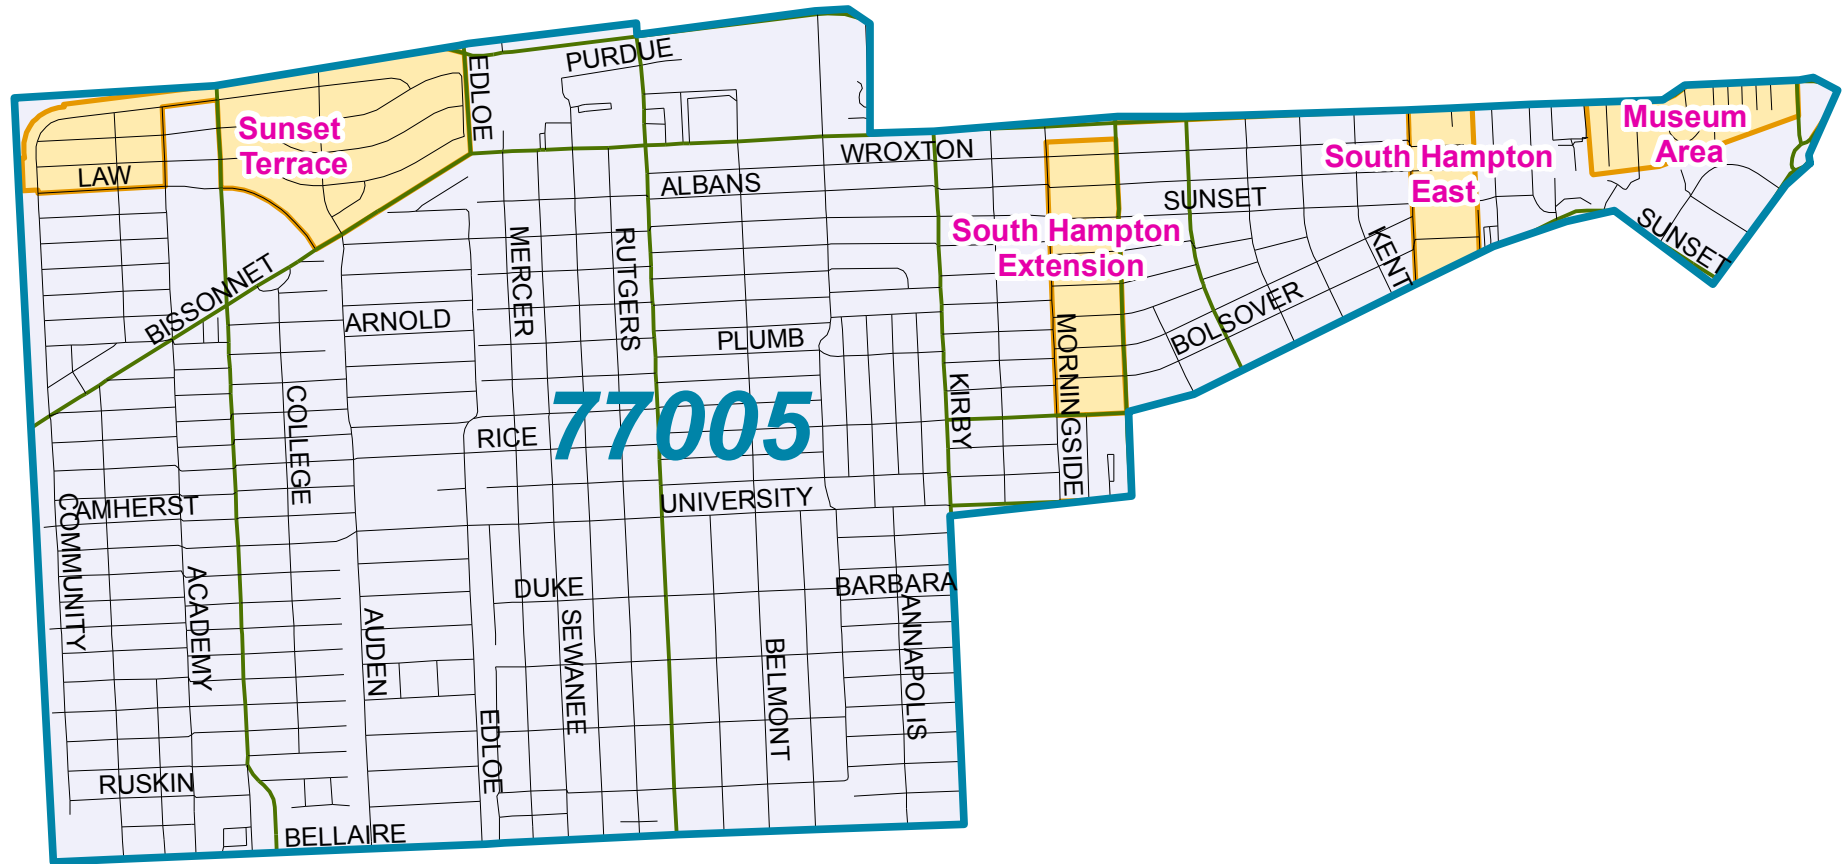 PURDUE
EDLOE
Sunset
Terrace
LAW
WROXTON
ALBANS
Museum
Area
South Hampton
East
SUNSET
South Hampton
Extension
SUNSET
KENT
MERCER
RUTGERS
BISSONNET
ARNOLD
PLUMB
BOLSOVER
MORNINGSIDE
KIRBY
COLLEGE
RICE
77005
UNIVERSITY
AMHERST
COMMUNITY
ACADEMY
DUKE
BARBARA
AUDEN
SEWANEE
BELMONT
ANNAPOLIS
EDLOE
RUSKIN
BELLAIRE